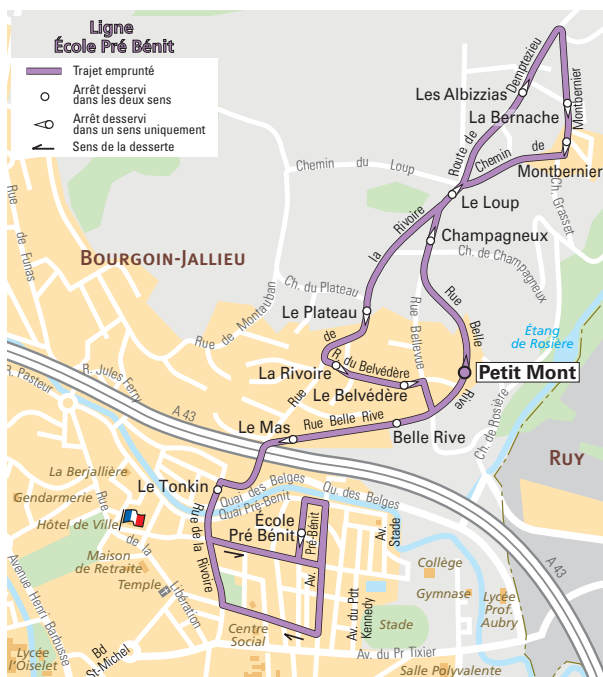 Ligne
École Pré Bénit
Trajet emprunté
Arrêt desservi
dans les deux sens
Arrêt desservi
dans un sens uniquement
Sens de la desserte
Les Albizzias
Demptezieu
La Bernache
Montbernier
Route de
Chemin de
Montbernier
Chemin du Loup
Le Loup
Ch. Grasset
Rue de Funas
la Rivoire
Champagneux
Ch. de Champagneux
BOURGOIN-JALLIEU
Ch. du Plateau
Rue de Montauban
Le Plateau
Rue Bellevue
Rue Belle Rive
Étang
de Rosière
de
R. du Belvédère
La Rivoire
Petit Mont
Le Belvédère
R. Jules Ferry
R. Pasteur
Rue
A 43
Le Mas
Rue Belle Rive
Belle Rive
Ch. de Rosière
RUY
La Berjallière
Le Tonkin
Quai des Belges
Qu. des Belges
Quai Pré-Benit
Gendarmerie
Hôtel de Ville
Rue de la Libération
Rue de la Rivoire
École
Pré Bénit
Av. Pré-Bénit
Av. Stade
A 43
Maison
de Retraite
Temple
Collège
Gymnase
Lycée
Prof.
Aubry
Avenue Henri Barbusse
Av. du Pdt
Kennedy
Stade
Centre
Social
Bd
St-Michel
Av. du Pr Tixier
Lycée
l'Oiselet
Salle Polyvalente